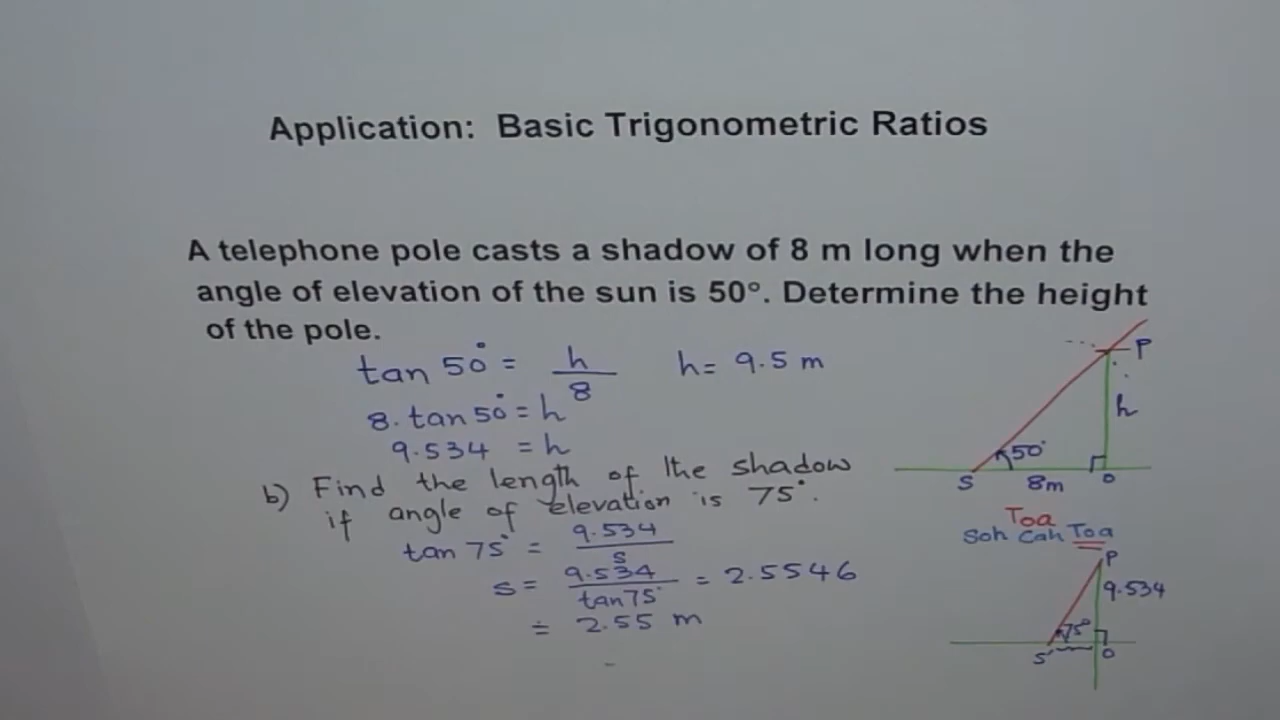 Application: Basic Trigonometric Ratios
A telephone pole casts a shadow of 8 m long when the
angle of elevation of the sun is 50°. Determine the height
of the pole.
tan 50° = h/8
h = 9.5 m
8. tan 50° = h
9.534 = h
b) Find the length of the shadow
if angle of elevation is 75°.
tan 75° = 9.534/s
s = 9.534/tan75° = 2.5546
≐ 2.55 m
P
h
50°
S 8m O
Toa
Soh Cah Toa
P
9.534
75°
S' O